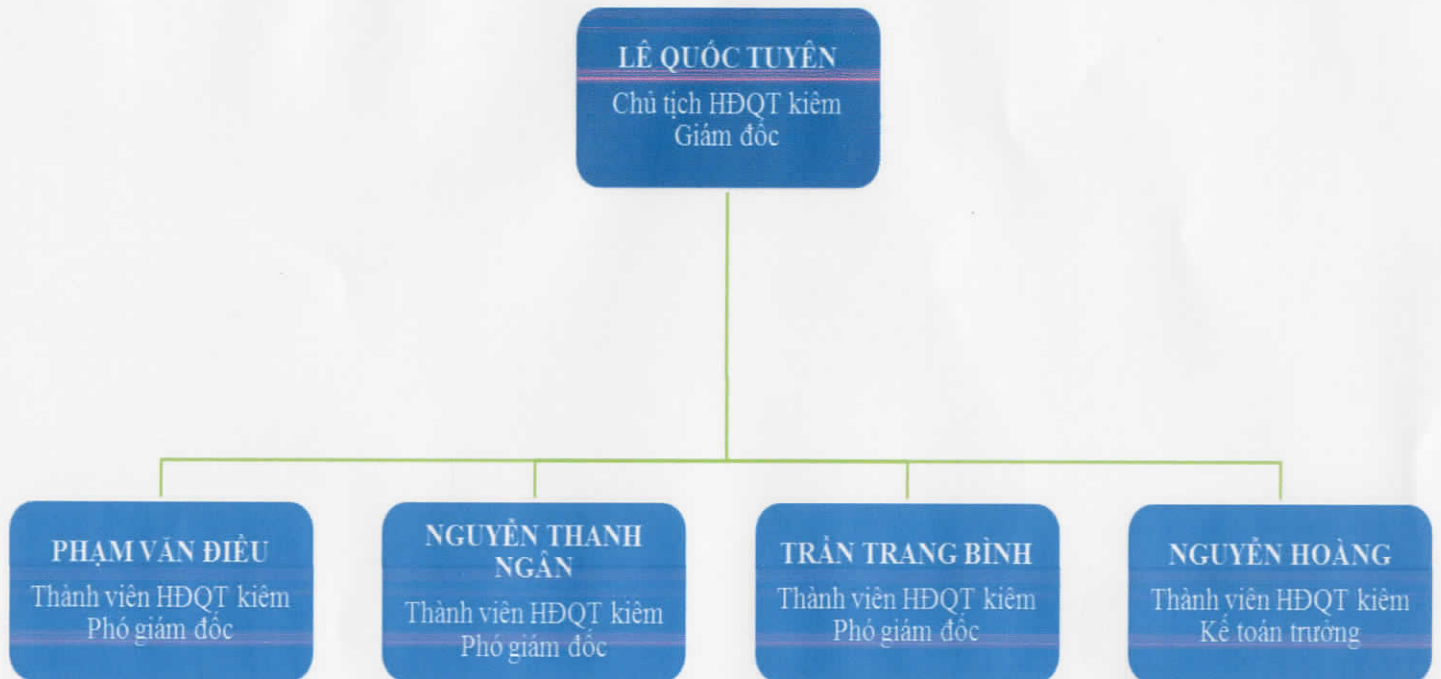 LÊ QUỐC TUYÊN
Chủ tịch HĐQT kiêm
Giám đốc
PHẠM VĂN ĐIỀU
Thành viên HĐQT kiêm
Phó giám đốc
NGUYỄN THANH
NGÂN
Thành viên HĐQT kiêm
Phó giám đốc
TRẦN TRANG BÌNH
Thành viên HĐQT kiêm
Phó giám đốc
NGUYỄN HOÀNG
Thành viên HĐQT kiêm
Kế toán trưởng